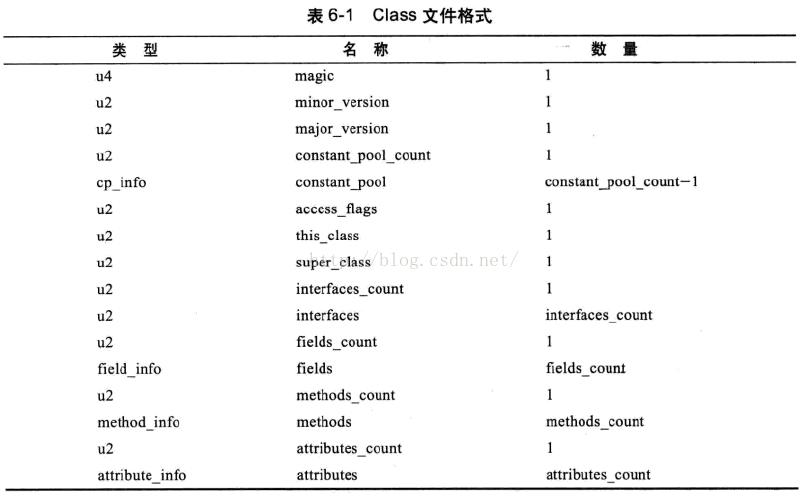 表 6-1 Class 文件格式
类 型 名 称 数 量
u4 magic 1
u2 minor_version 1
u2 major_version 1
u2 constant_pool_count 1
cp_info constant_pool constant_pool_count−1
u2 access_flags 1
u2 this_class 1
u2 super_class 1
http://blog.csdn.net/
u2 interfaces_count 1
u2 interfaces interfaces_count
u2 fields_count 1
field_info fields fields_count
u2 methods_count 1
method_info methods methods_count
u2 attributes_count 1
attribute_info attributes attributes_count